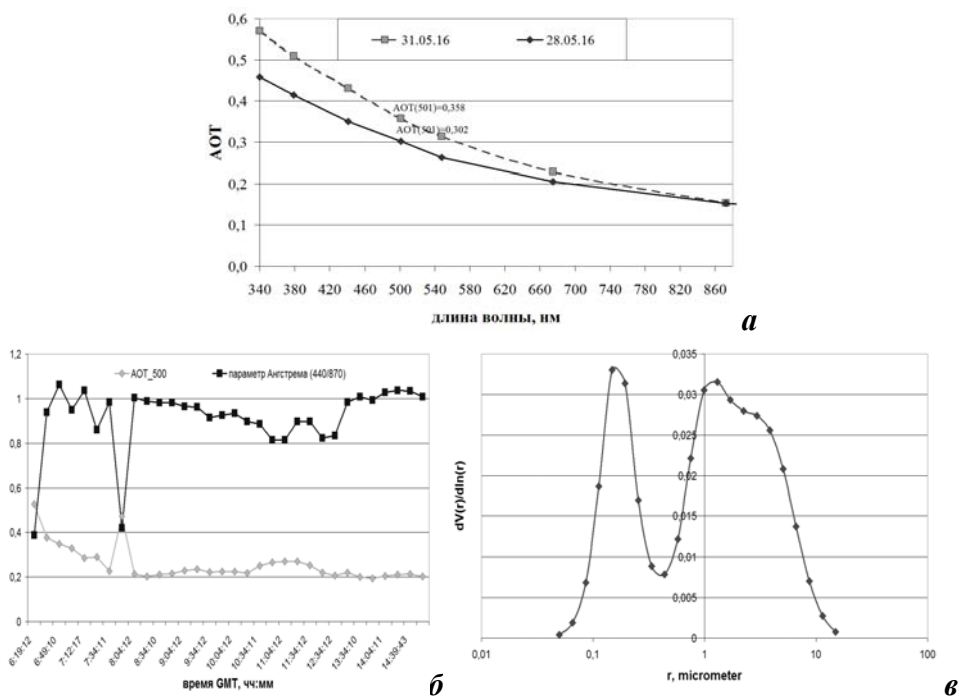 0,6
0,5
0,4
0,3
0,2
0,1
0,0
АОТ
31.05.16
28.05.16
АОТ(501)=0,358
АОТ(501)=0,302
340 380 420 460 500 540 580 620 660 700 740 780 820 860
длина волны, нм
а
1,2
1
0,8
0,6
0,4
0,2
0
АОТ_500
параметр Ангстрема (440/870)
6:19:12
6:49:10
7:12:17
7:34:11
8:04:12
8:34:10
9:04:12
9:34:12
10:04:12
10:34:11
11:04:12
11:34:12
12:34:12
13:34:10
14:04:11
14:39:43
время GMT, чч:мм
б
0,035
0,03
0,025
0,02
0,015
0,01
0,005
0
dV(r)/dln(r)
0,01 0,1 1 10 100
r, micrometer
в